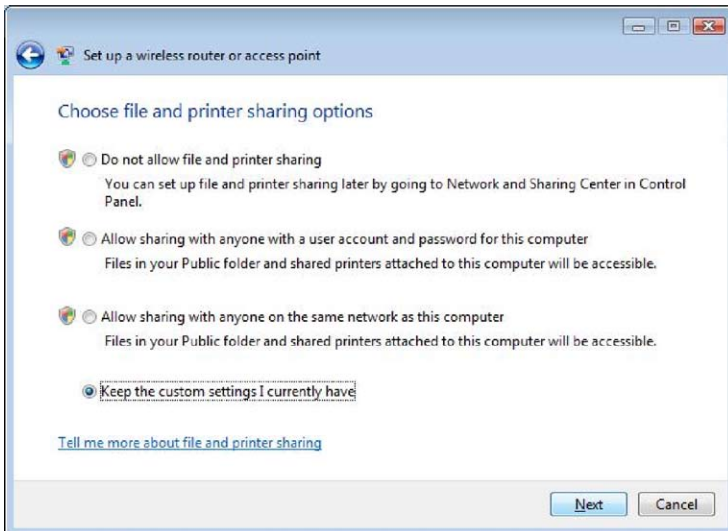 Set up a wireless router or access point
Choose file and printer sharing options
Do not allow file and printer sharing
You can set up file and printer sharing later by going to Network and Sharing Center in Control
Panel.
Allow sharing with anyone with a user account and password for this computer
Files in your Public folder and shared printers attached to this computer will be accessible.
Allow sharing with anyone on the same network as this computer
Files in your Public folder and shared printers attached to this computer will be accessible.
Keep the custom settings I currently have
Tell me more about file and printer sharing
Next Cancel